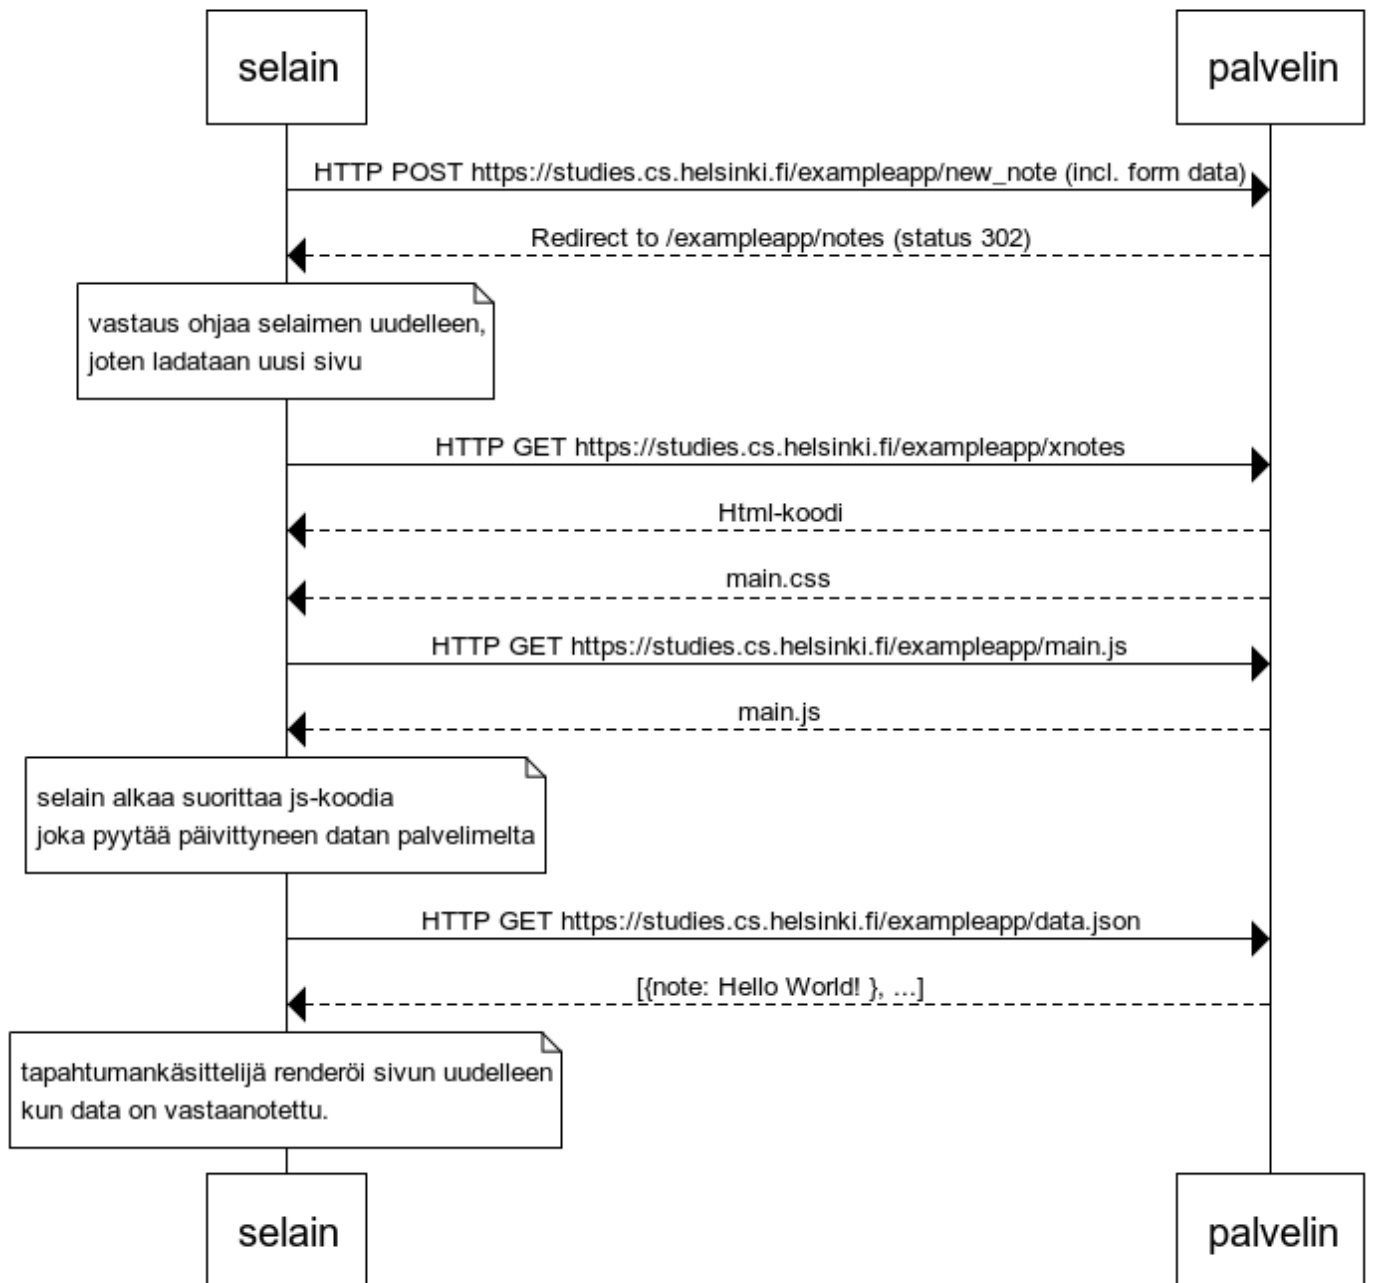 selain
palvelin
HTTP POST https://studies.cs.helsinki.fi/exampleapp/new_note (incl. form data)
Redirect to /exampleapp/notes (status 302)
vastaus ohjaa selaimen uudelleen,
joten ladataan uusi sivu
HTTP GET https://studies.cs.helsinki.fi/exampleapp/xnotes
Html-koodi
main.css
HTTP GET https://studies.cs.helsinki.fi/exampleapp/main.js
main.js
selain alkaa suorittaa js-koodia
joka pyytää päivittyneen datan palvelimelta
HTTP GET https://studies.cs.helsinki.fi/exampleapp/data.json
[{note: Hello World! }, ...]
tapahtumankäsittelijä renderöi sivun uudelleen
kun data on vastaanotettu.
selain
palvelin